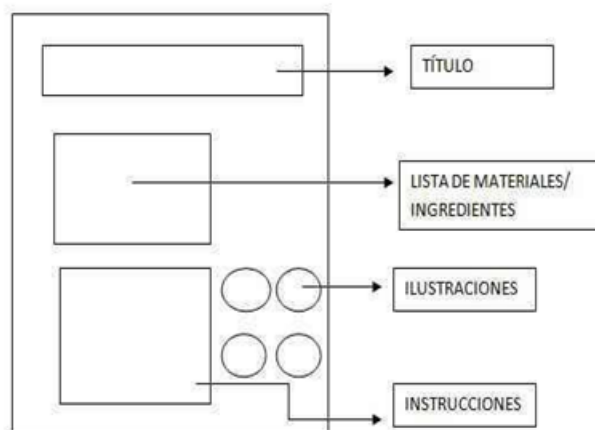 TÍTULO
LISTA DE MATERIALES/
INGREDIENTES
ILUSTRACIONES
INSTRUCCIONES